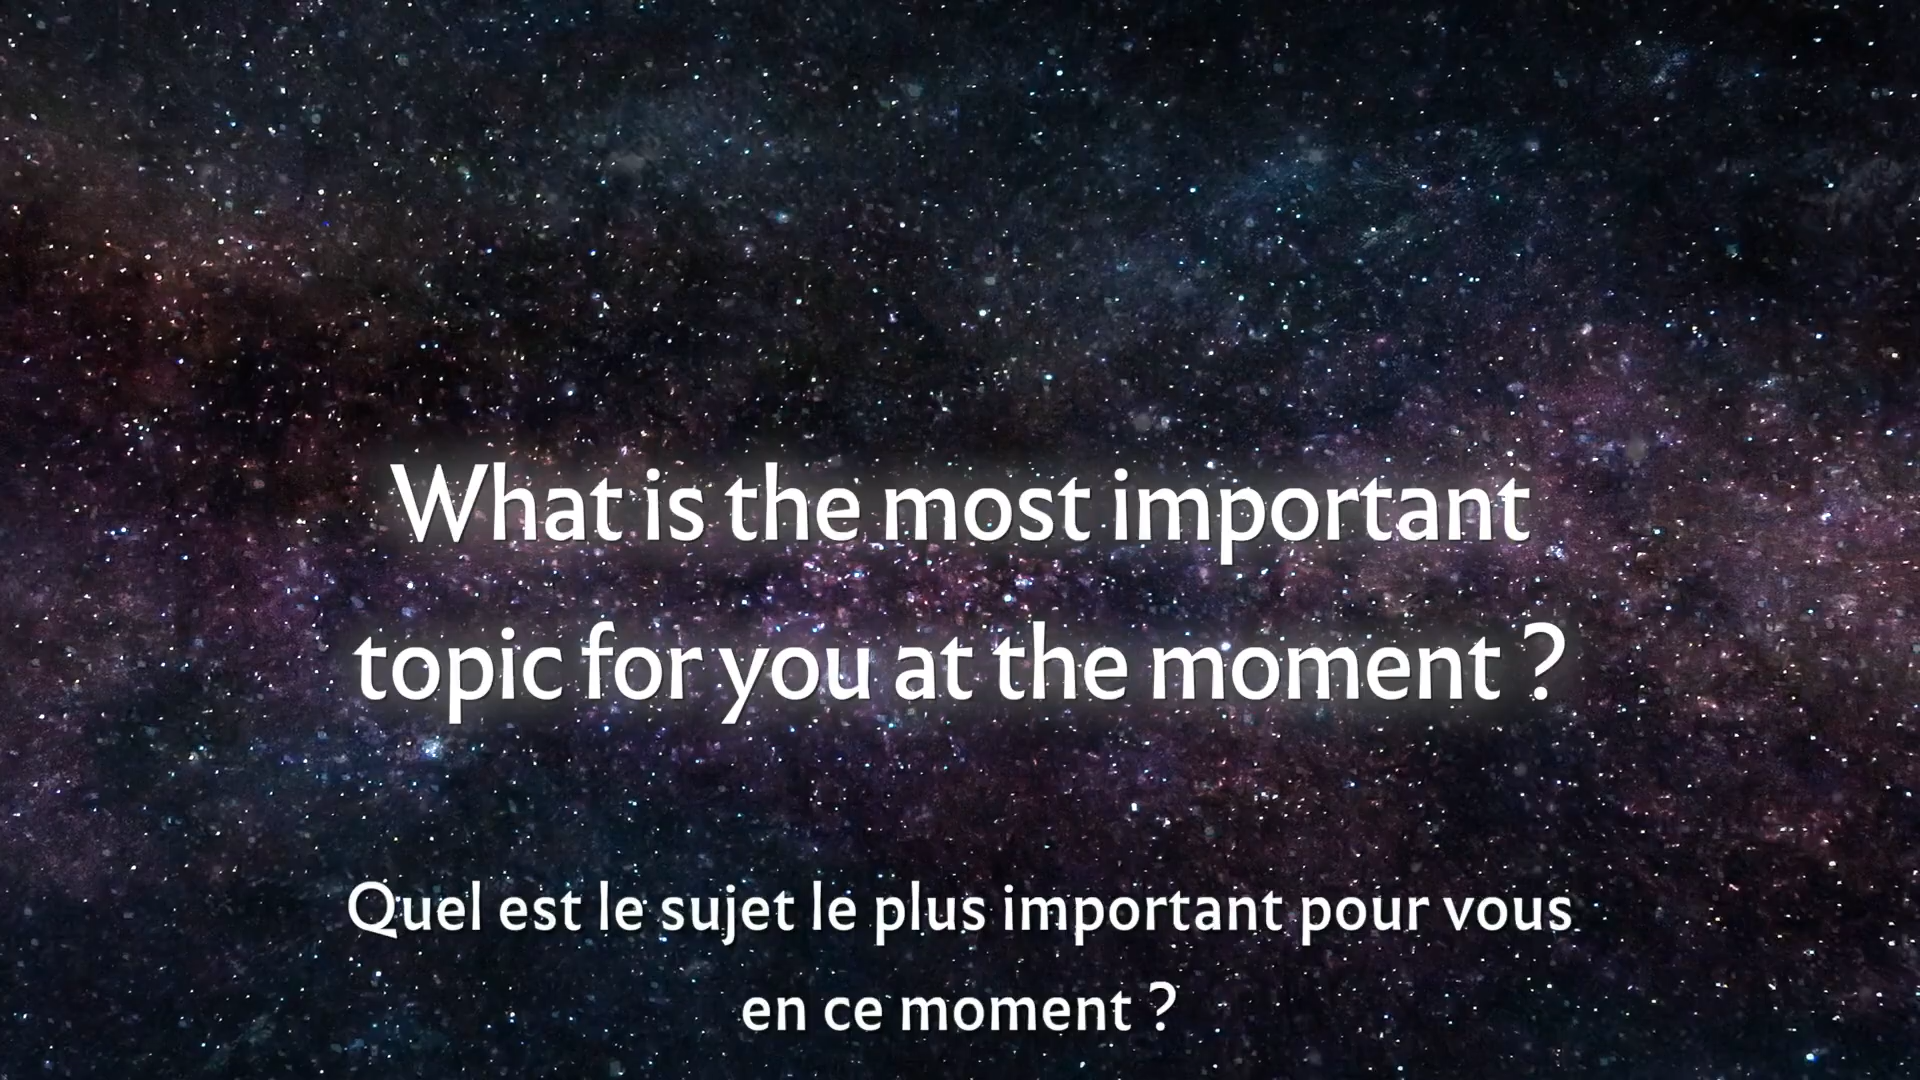 What is the most important
topic for you at the moment ?
Quel est le sujet le plus important pour vous
en ce moment ?